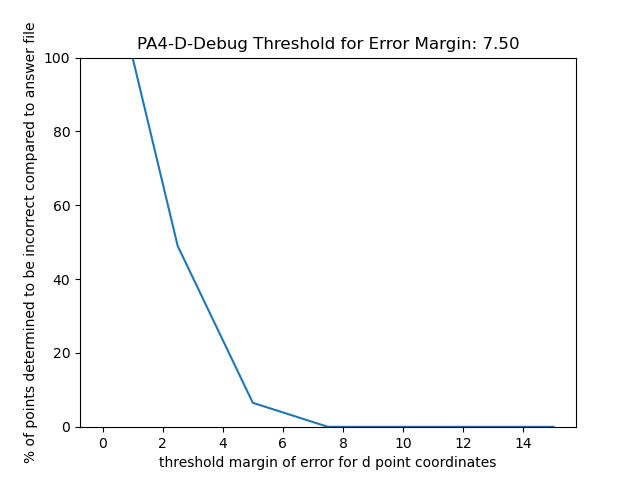 PA4-D-Debug Threshold for Error Margin: 7.50
% of points determined to be incorrect compared to answer file
100
80
60
40
20
0
0 2 4 6 8 10 12 14
threshold margin of error for d point coordinates